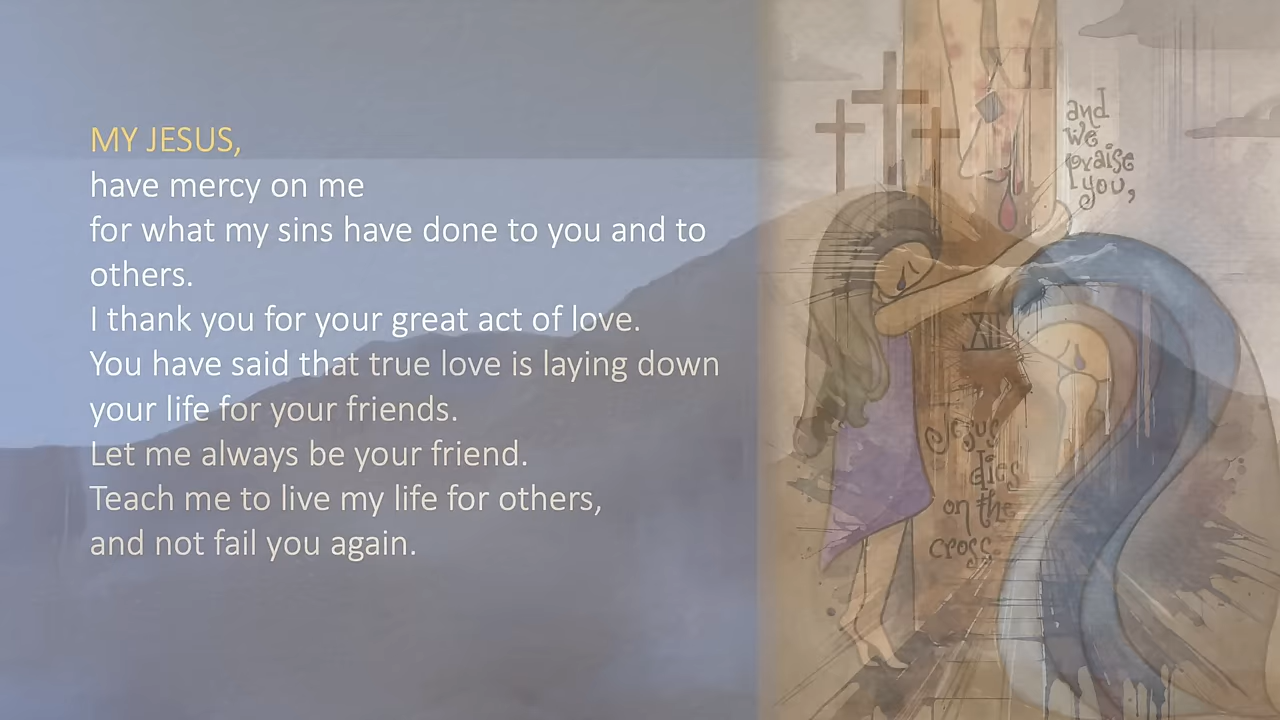 MY JESUS,
have mercy on me
for what my sins have done to you and to
others.
I thank you for your great act of love.
You have said that true love is laying down
your life for your friends.
Let me always be your friend.
Teach me to live my life for others,
and not fail you again.
XII
and
we
praise
you,
XII
Jesus
dies
on the
cross.